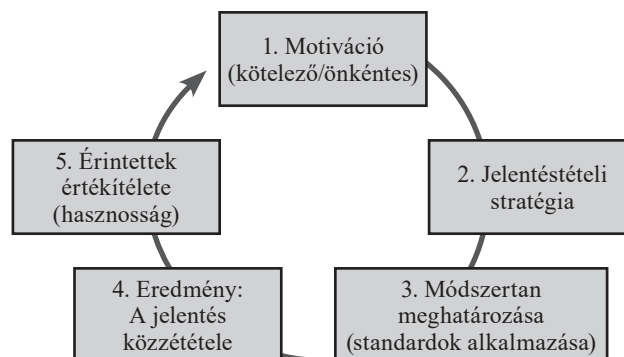 1. Motiváció
(kötelező/önkéntes)
2. Jelentéstételi
stratégia
3. Módszertan
meghatározása
(standardok alkalmazása)
4. Eredmény:
A jelentés
közzététele
5. Érintettek
értékítélete
(hasznosság)